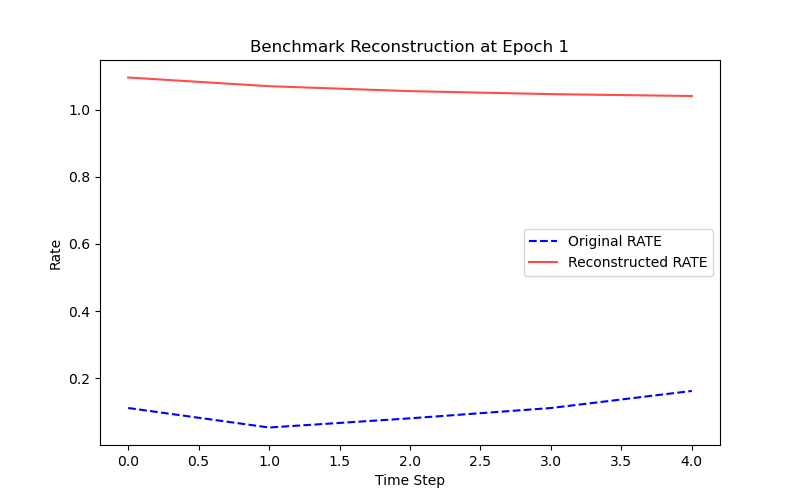 Benchmark Reconstruction at Epoch 1
Rate
1.0
0.8
0.6
0.4
0.2
Original RATE
Reconstructed RATE
0.0 0.5 1.0 1.5 2.0 2.5 3.0 3.5 4.0
Time Step